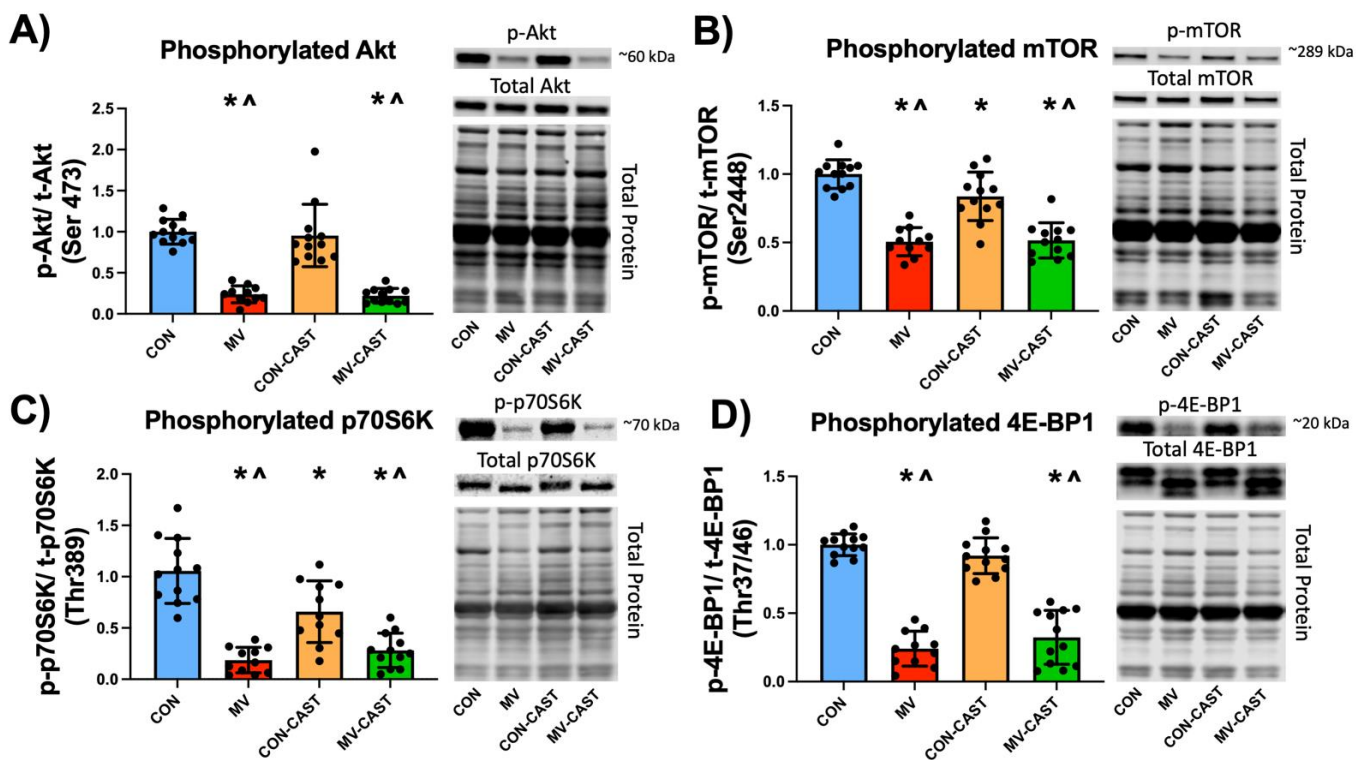 A)
Phosphorylated Akt
p-Akt
~60 kDa
Total Akt
* ^
* ^
2.5
2.0
1.5
1.0
0.5
0.0
p-Akt/ t-Akt
(Ser 473)
Total Protein
CON
MV
CON-CAST
MV-CAST
CON
MV
CON-CAST
MV-CAST
B)
Phosphorylated mTOR
p-mTOR
~289 kDa
Total mTOR
* ^
*
* ^
1.5
1.0
0.5
0.0
p-mTOR/ t-mTOR
(Ser2448)
Total Protein
CON
MV
CON-CAST
MV-CAST
CON
MV
CON-CAST
MV-CAST
C)
Phosphorylated p70S6K
p-p70S6K
~70 kDa
Total p70S6K
* ^
*
* ^
2.0
1.5
1.0
0.5
0.0
p-p70S6K/ t-p70S6K
(Thr389)
Total Protein
CON
MV
CON-CAST
MV-CAST
CON
MV
CON-CAST
MV-CAST
D)
Phosphorylated 4E-BP1
p-4E-BP1
~20 kDa
Total 4E-BP1
* ^
* ^
1.5
1.0
0.5
0.0
p-4E-BP1/ t-4E-BP1
(Thr37/46)
Total Protein
CON
MV
CON-CAST
MV-CAST
CON
MV
CON-CAST
MV-CAST